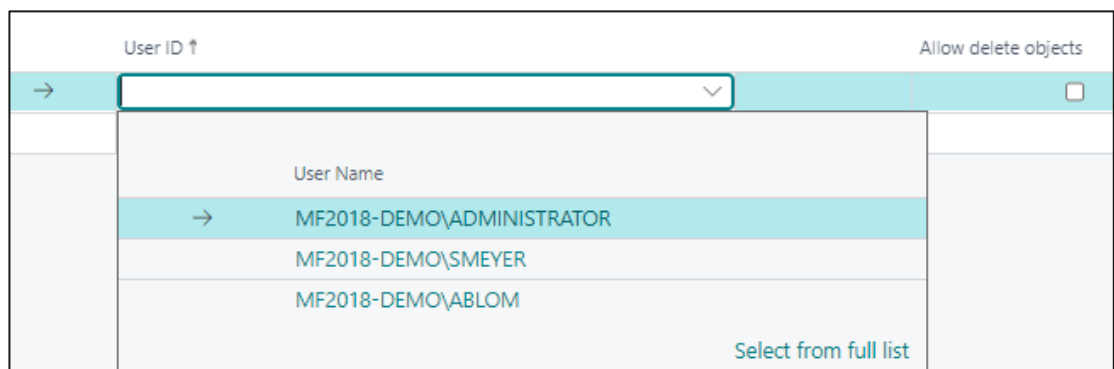 User ID ↑ Allow delete objects
User Name
MF2018-DEMO\ADMINISTRATOR
MF2018-DEMO\SMEYER
MF2018-DEMO\ABLOM
Select from full list